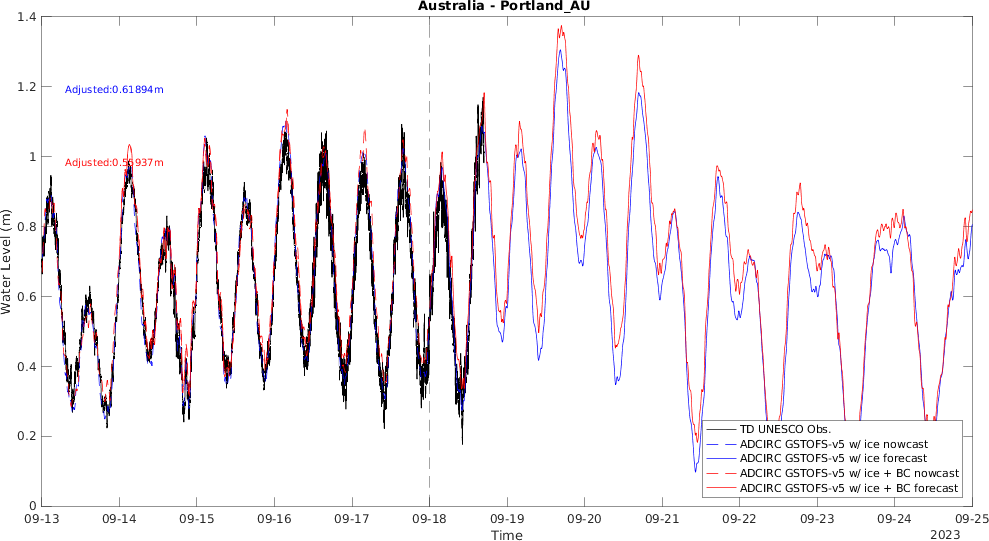 Australia - Portland_AU
1.4
1.2
1
0.8
0.6
0.4
0.2
0
Water Level (m)
Adjusted:0.61894m
TD UNESCO Obs.
ADCIRC GSTOFS-v5 w/ ice nowcast
ADCIRC GSTOFS-v5 w/ ice forecast
ADCIRC GSTOFS-v5 w/ ice + BC nowcast
ADCIRC GSTOFS-v5 w/ ice + BC forecast
09-13 09-14 09-15 09-16 09-17 09-18 09-19 09-20 09-21 09-22 09-23 09-24 09-25
Time
2023